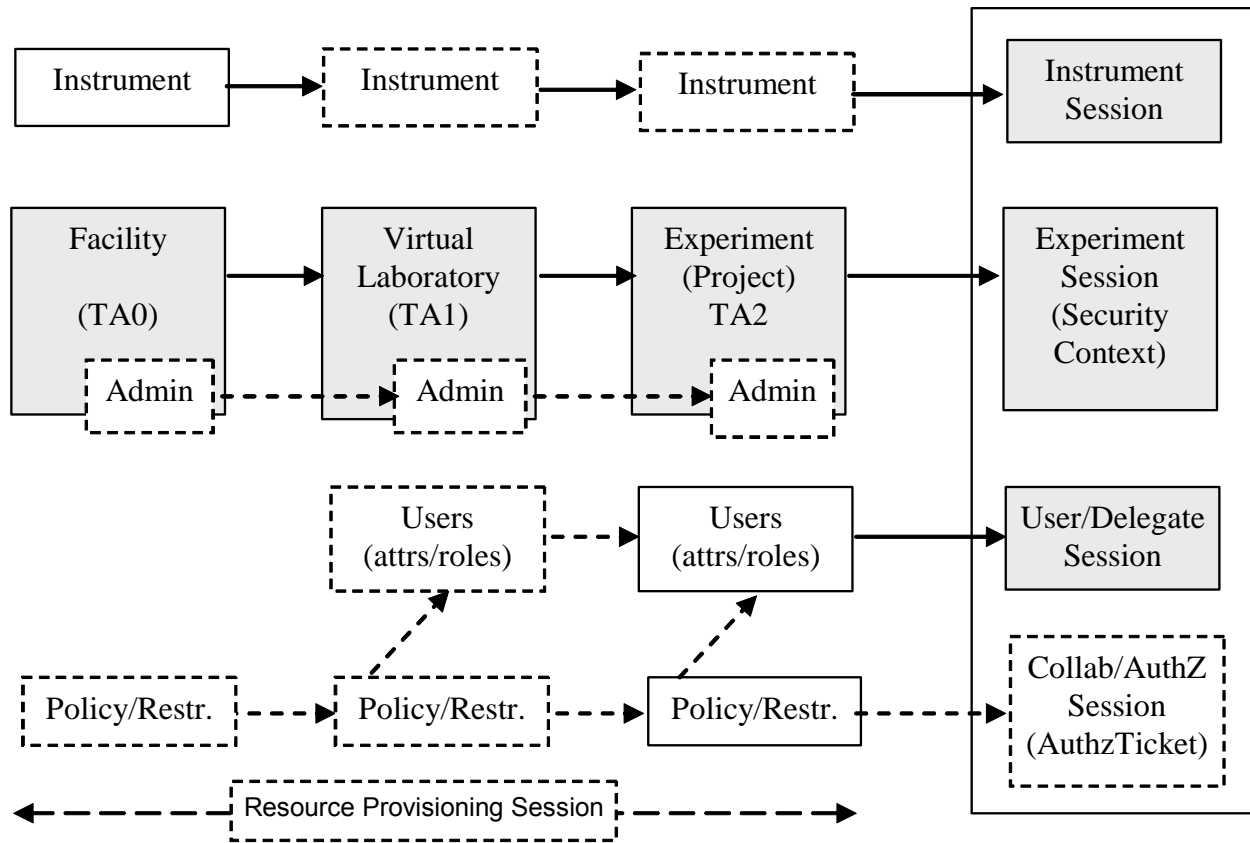 Instrument
Instrument
Instrument
Instrument
Session
Facility
(TA0)
Admin
Virtual
Laboratory
(TA1)
Admin
Experiment
(Project)
TA2
Admin
Experiment
Session
(Security
Context)
Users
(attrs/roles)
Users
(attrs/roles)
User/Delegate
Session
Policy/Restr.
Policy/Restr.
Policy/Restr.
Collab/AuthZ
Session
(AuthzTicket)
Resource Provisioning Session